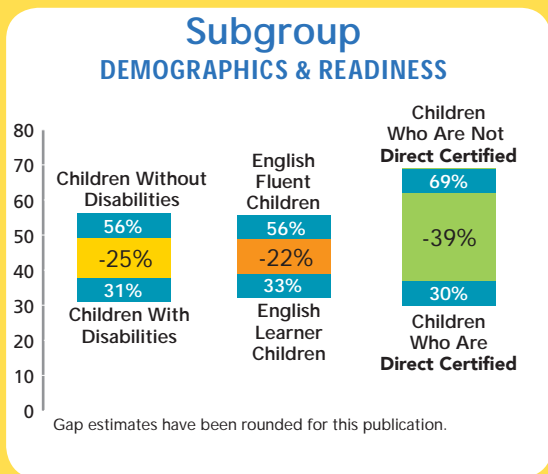 Subgroup
DEMOGRAPHICS & READINESS
80
70
60
50
40
30
20
10
0
Children Without
Disabilities
56%
-25%
31%
Children With
Disabilities
English
Fluent
Children
56%
-22%
33%
English
Learner
Children
Children
Who Are Not
Direct Certified
69%
-39%
30%
Children
Who Are
Direct Certified
Gap estimates have been rounded for this publication.